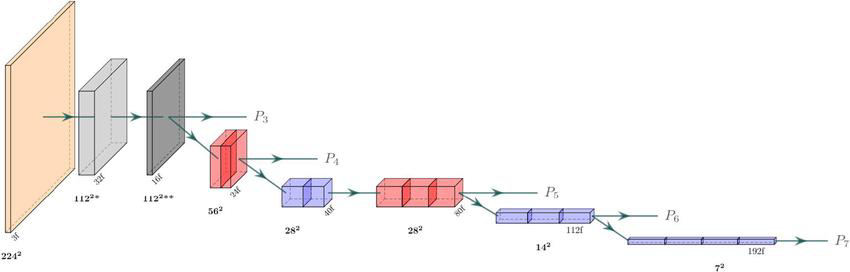 3f
224²
32f
112²*
16f
112²**
P₃
24f
56²
P₄
40f
28²
80f
28²
P₅
112f
14²
P₆
192f
7²
P₇